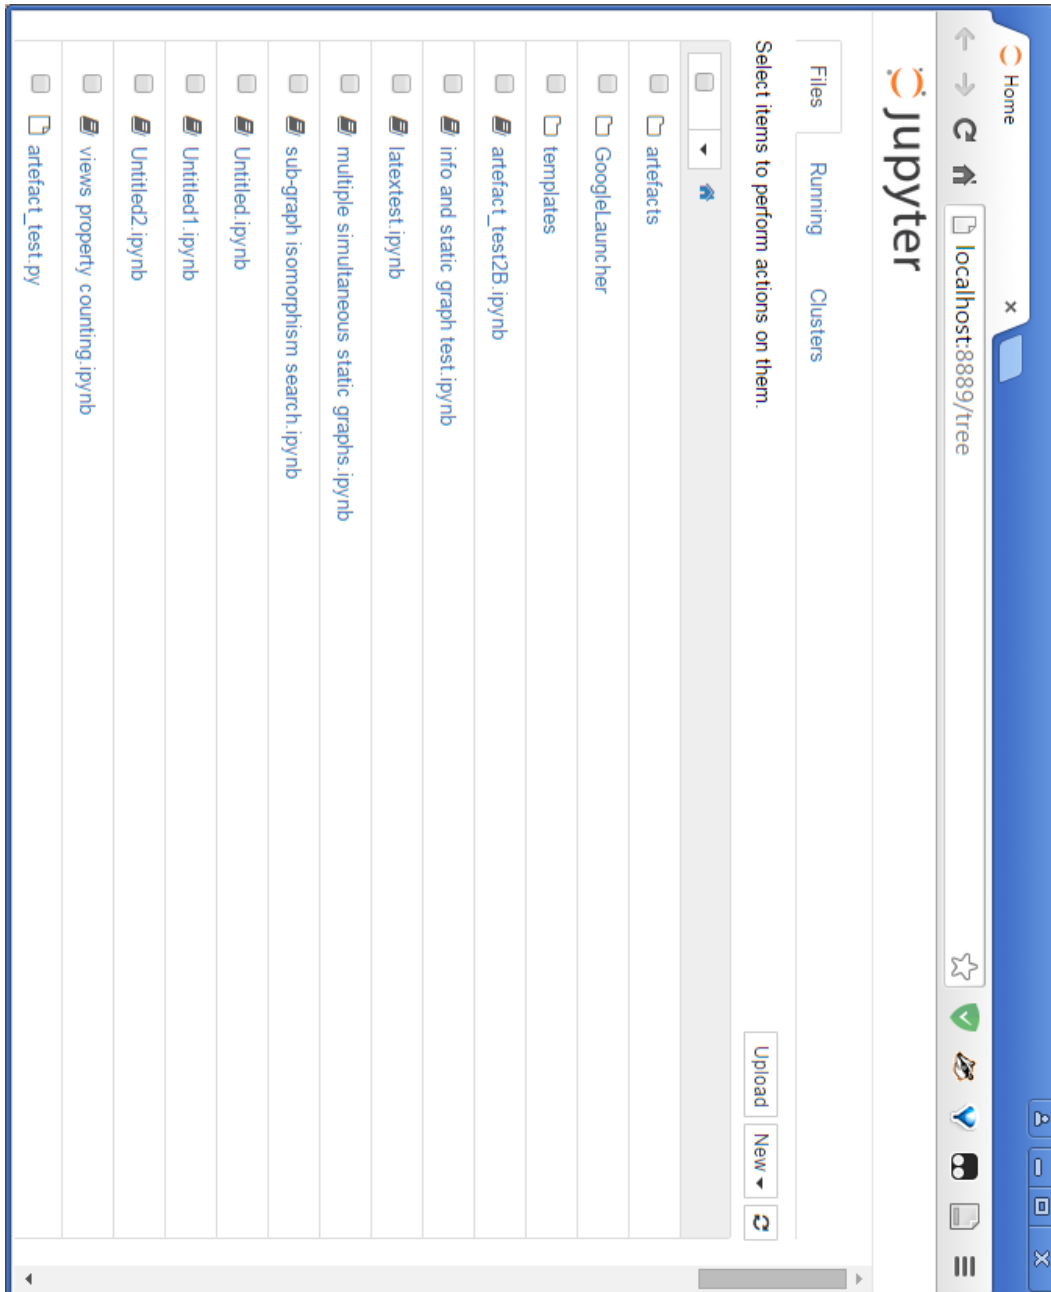 Home
localhost:8889/tree
jupyter
Files Running Clusters
Select items to perform actions on them. Upload New
artefacts
GoogleLauncher
templates
artefact_test2B.ipynb
info and static graph test.ipynb
latextest.ipynb
multiple simultaneous static graphs.ipynb
sub-graph isomorphism search.ipynb
Untitled.ipynb
Untitled1.ipynb
Untitled2.ipynb
views property counting.ipynb
artefact_test.py